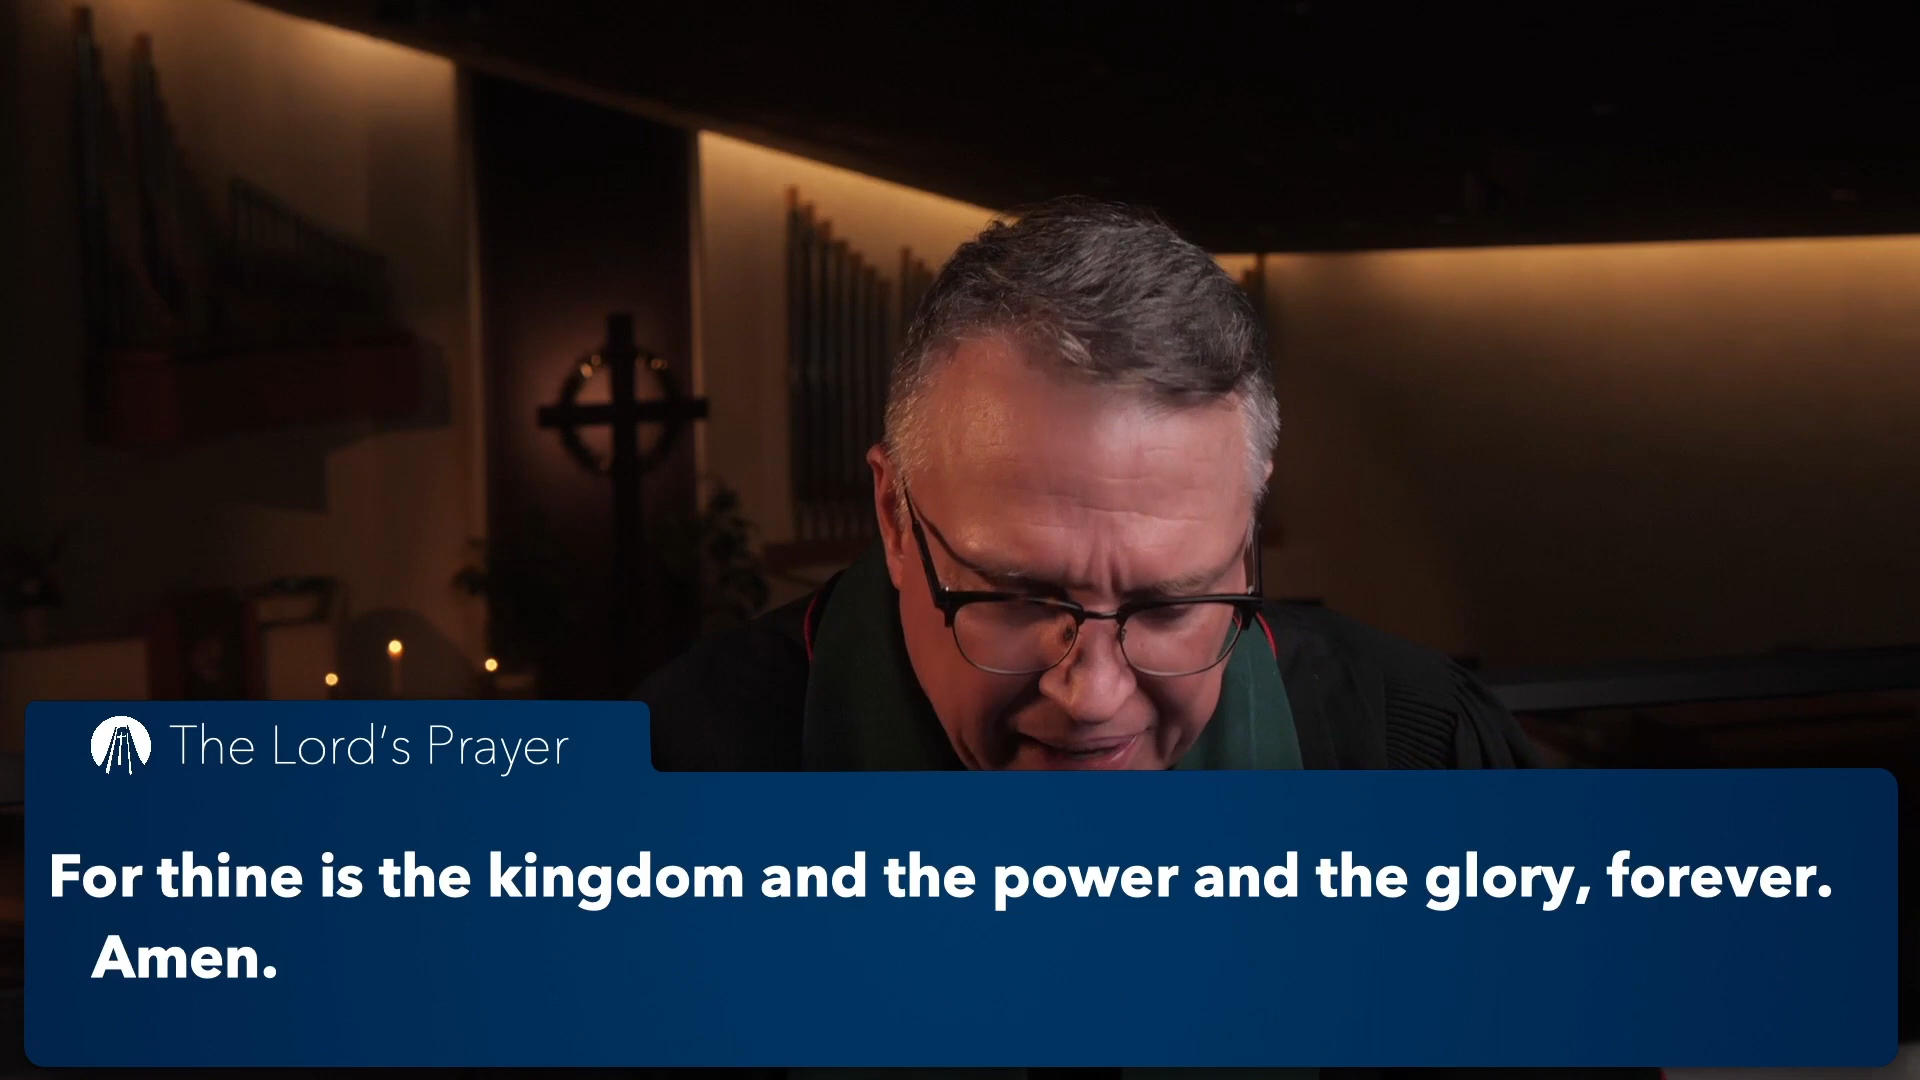 The Lord’s Prayer
For thine is the kingdom and the power and the glory, forever.
Amen.